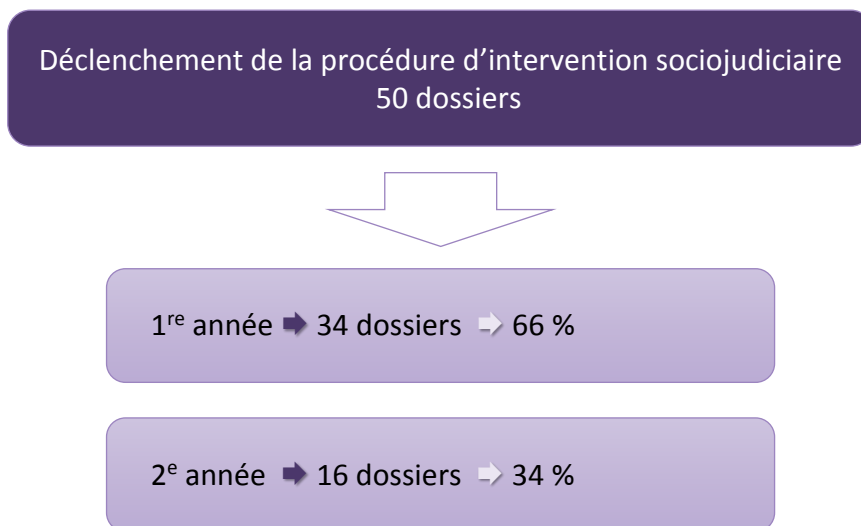 Déclenchement de la procédure d’intervention sociojudiciaire
50 dossiers
1re année 34 dossiers 66 %
2e année 16 dossiers 34 %